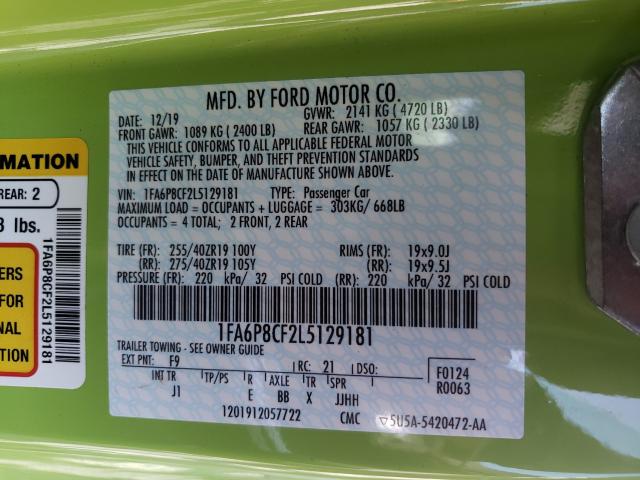 MFD. BY FORD MOTOR CO.
DATE: 12/19 GVWR: 2141 KG ( 4720 LB)
FRONT GAWR: 1089 KG ( 2400 LB) REAR GAWR: 1057 KG ( 2330 LB)
THIS VEHICLE CONFORMS TO ALL APPLICABLE FEDERAL MOTOR
VEHICLE SAFETY, BUMPER, AND THEFT PREVENTION STANDARDS
IN EFFECT ON THE DATE OF MANUFACTURE SHOWN ABOVE.
VIN: 1FA6P8CF2L5129181 TYPE: Passenger Car
MAXIMUM LOAD = OCCUPANTS + LUGGAGE = 303KG/ 668LB
OCCUPANTS = 4 TOTAL; 2 FRONT, 2 REAR
TIRE (FR): 255/40ZR19 100Y RIMS (FR): 19x9.0J
(RR): 275/40ZR19 105Y (RR): 19x9.5J
PRESSURE (FR): 220 kPa/ 32 PSI COLD (RR): 220 kPa/ 32 PSI COLD
1FA6P8CF2L5129181
TRAILER TOWING - SEE OWNER GUIDE
EXT PNT: F9 RC: 21 DSO:
F0124
R0063
INT TR TP/PS R AXLE TR SPR
J1 E BB X JJHH
1201912057722 CMC ▽5U5A-5420472-AA
MATION
REAR: 2
lbs.
1FA6P8CF2L5129181
ERS
FOR
NAL
TION